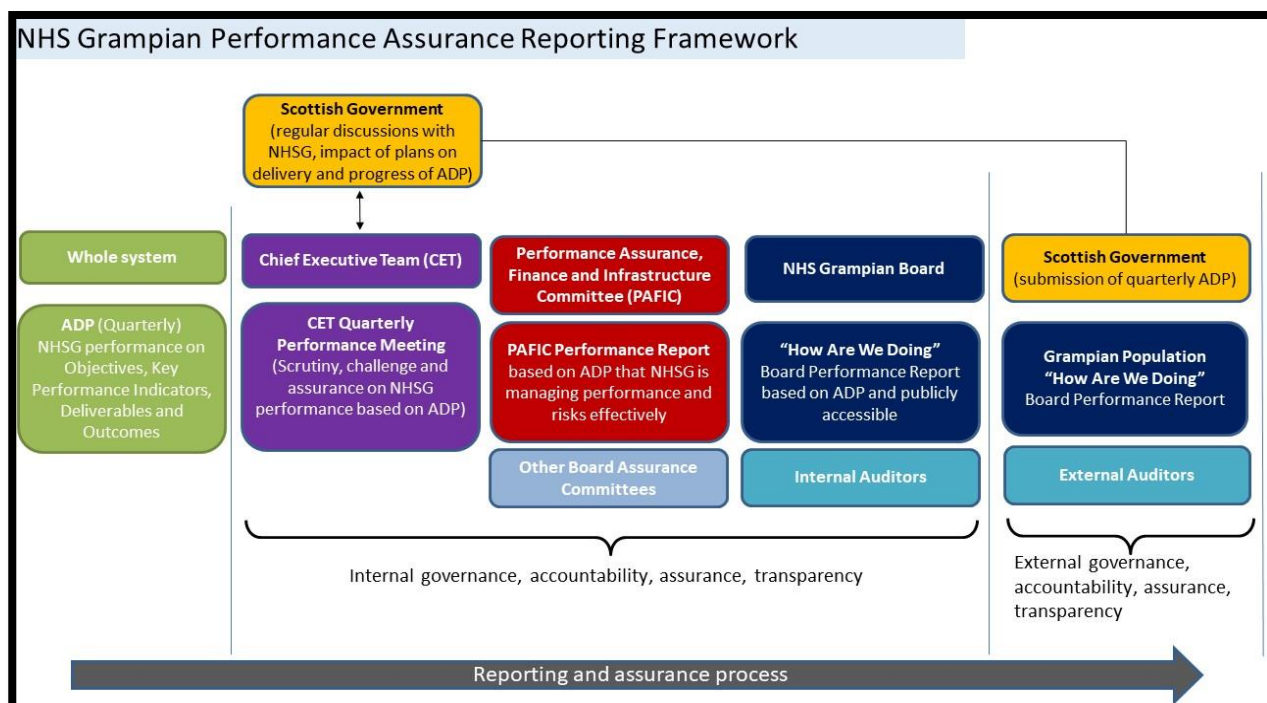 NHS Grampian Performance Assurance Reporting Framework
Scottish Government
(regular discussions with
NHSG, impact of plans on
delivery and progress of ADP)
Whole system
Chief Executive Team (CET)
Performance Assurance,
Finance and Infrastructure
Committee (PAFIC)
NHS Grampian Board
Scottish Government
(submission of quarterly ADP)
ADP (Quarterly)
NHSG performance on
Objectives, Key
Performance Indicators,
Deliverables and
Outcomes
CET Quarterly
Performance Meeting
(Scrutiny, challenge and
assurance on NHSG
performance based on ADP)
PAFIC Performance Report
based on ADP that NHSG is
managing performance and
risks effectively
“How Are We Doing”
Board Performance Report
based on ADP and publicly
accessible
Grampian Population
“How Are We Doing”
Board Performance Report
Other Board Assurance
Committees
Internal Auditors
External Auditors
Internal governance, accountability, assurance, transparency
External governance,
accountability, assurance,
transparency
Reporting and assurance process